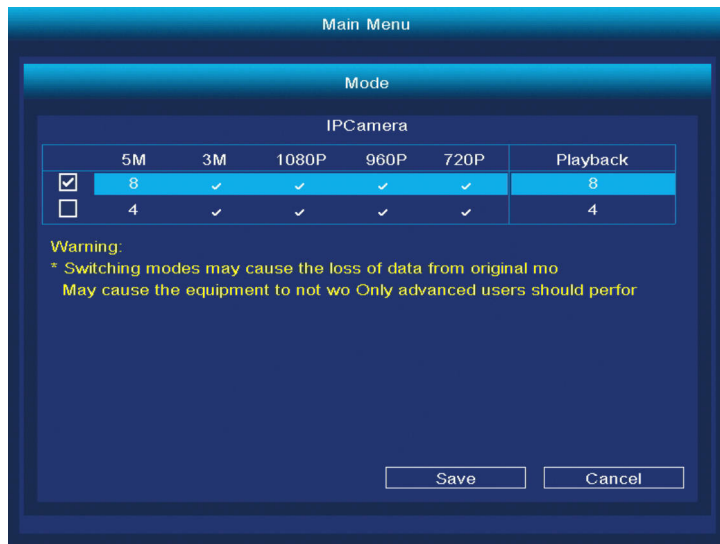 Main Menu
Mode
IPCamera
5M 3M 1080P 960P 720P Playback
☑ 8 ✓ ✓ ✓ ✓ 8
☐ 4 ✓ ✓ ✓ ✓ 4
Warning:
* Switching modes may cause the loss of data from original mo
May cause the equipment to not wo Only advanced users should perfor
Save Cancel